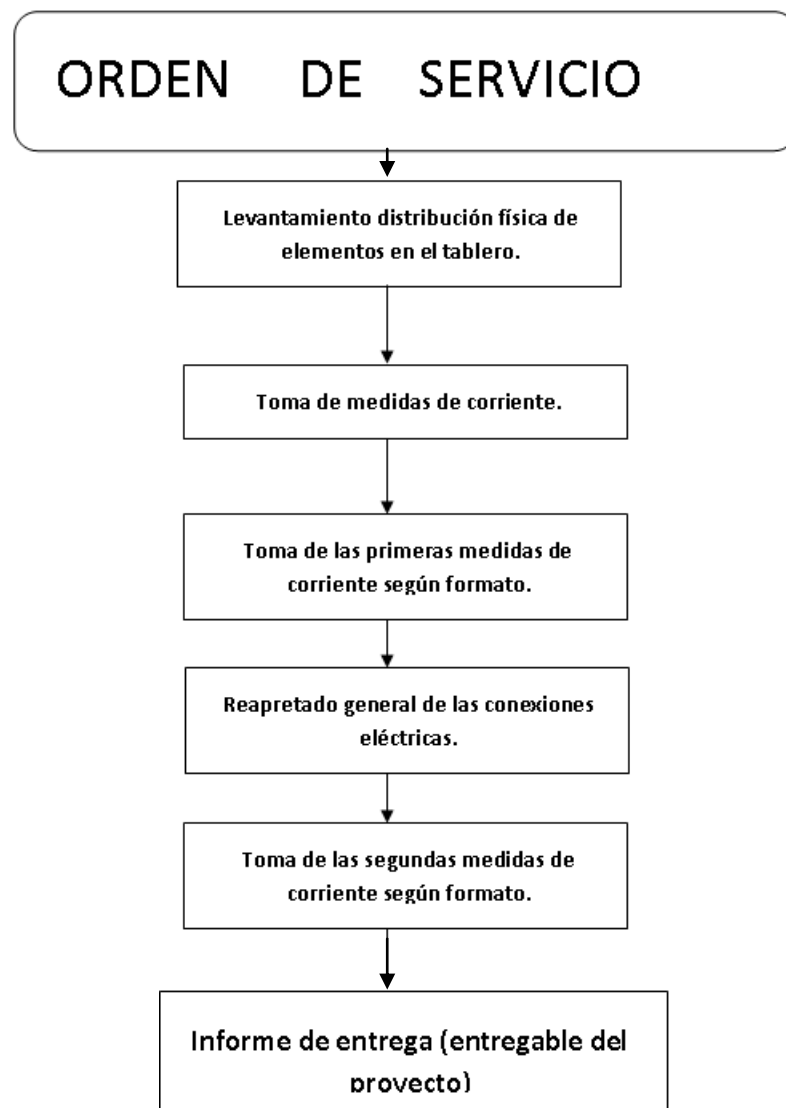 ORDEN DE SERVICIO
Levantamiento distribución física de
elementos en el tablero.
Toma de medidas de corriente.
Toma de las primeras medidas de
corriente según formato.
Reapretado general de las conexiones
eléctricas.
Toma de las segundas medidas de
corriente según formato.
Informe de entrega (entregable del
proyecto)